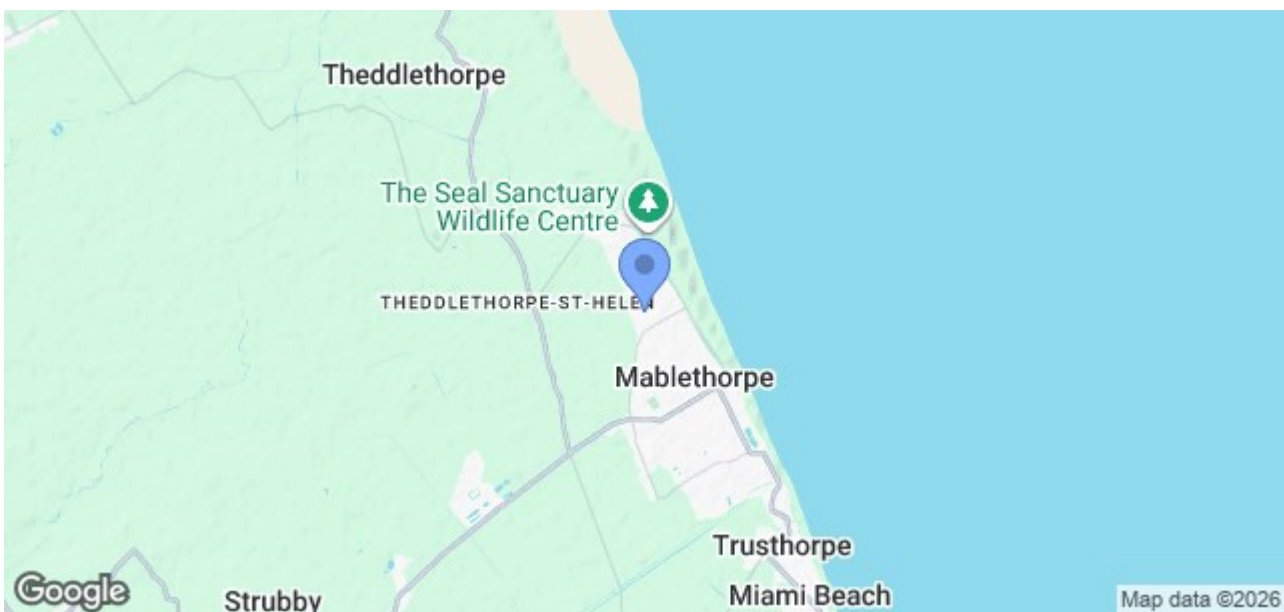 Theddlethorpe
The Seal Sanctuary
Wildlife Centre
THEDDLETHORPE-ST-HELEN
Mablethorpe
Trusthorpe
Miami Beach
Strubby
Google
Map data ©2026